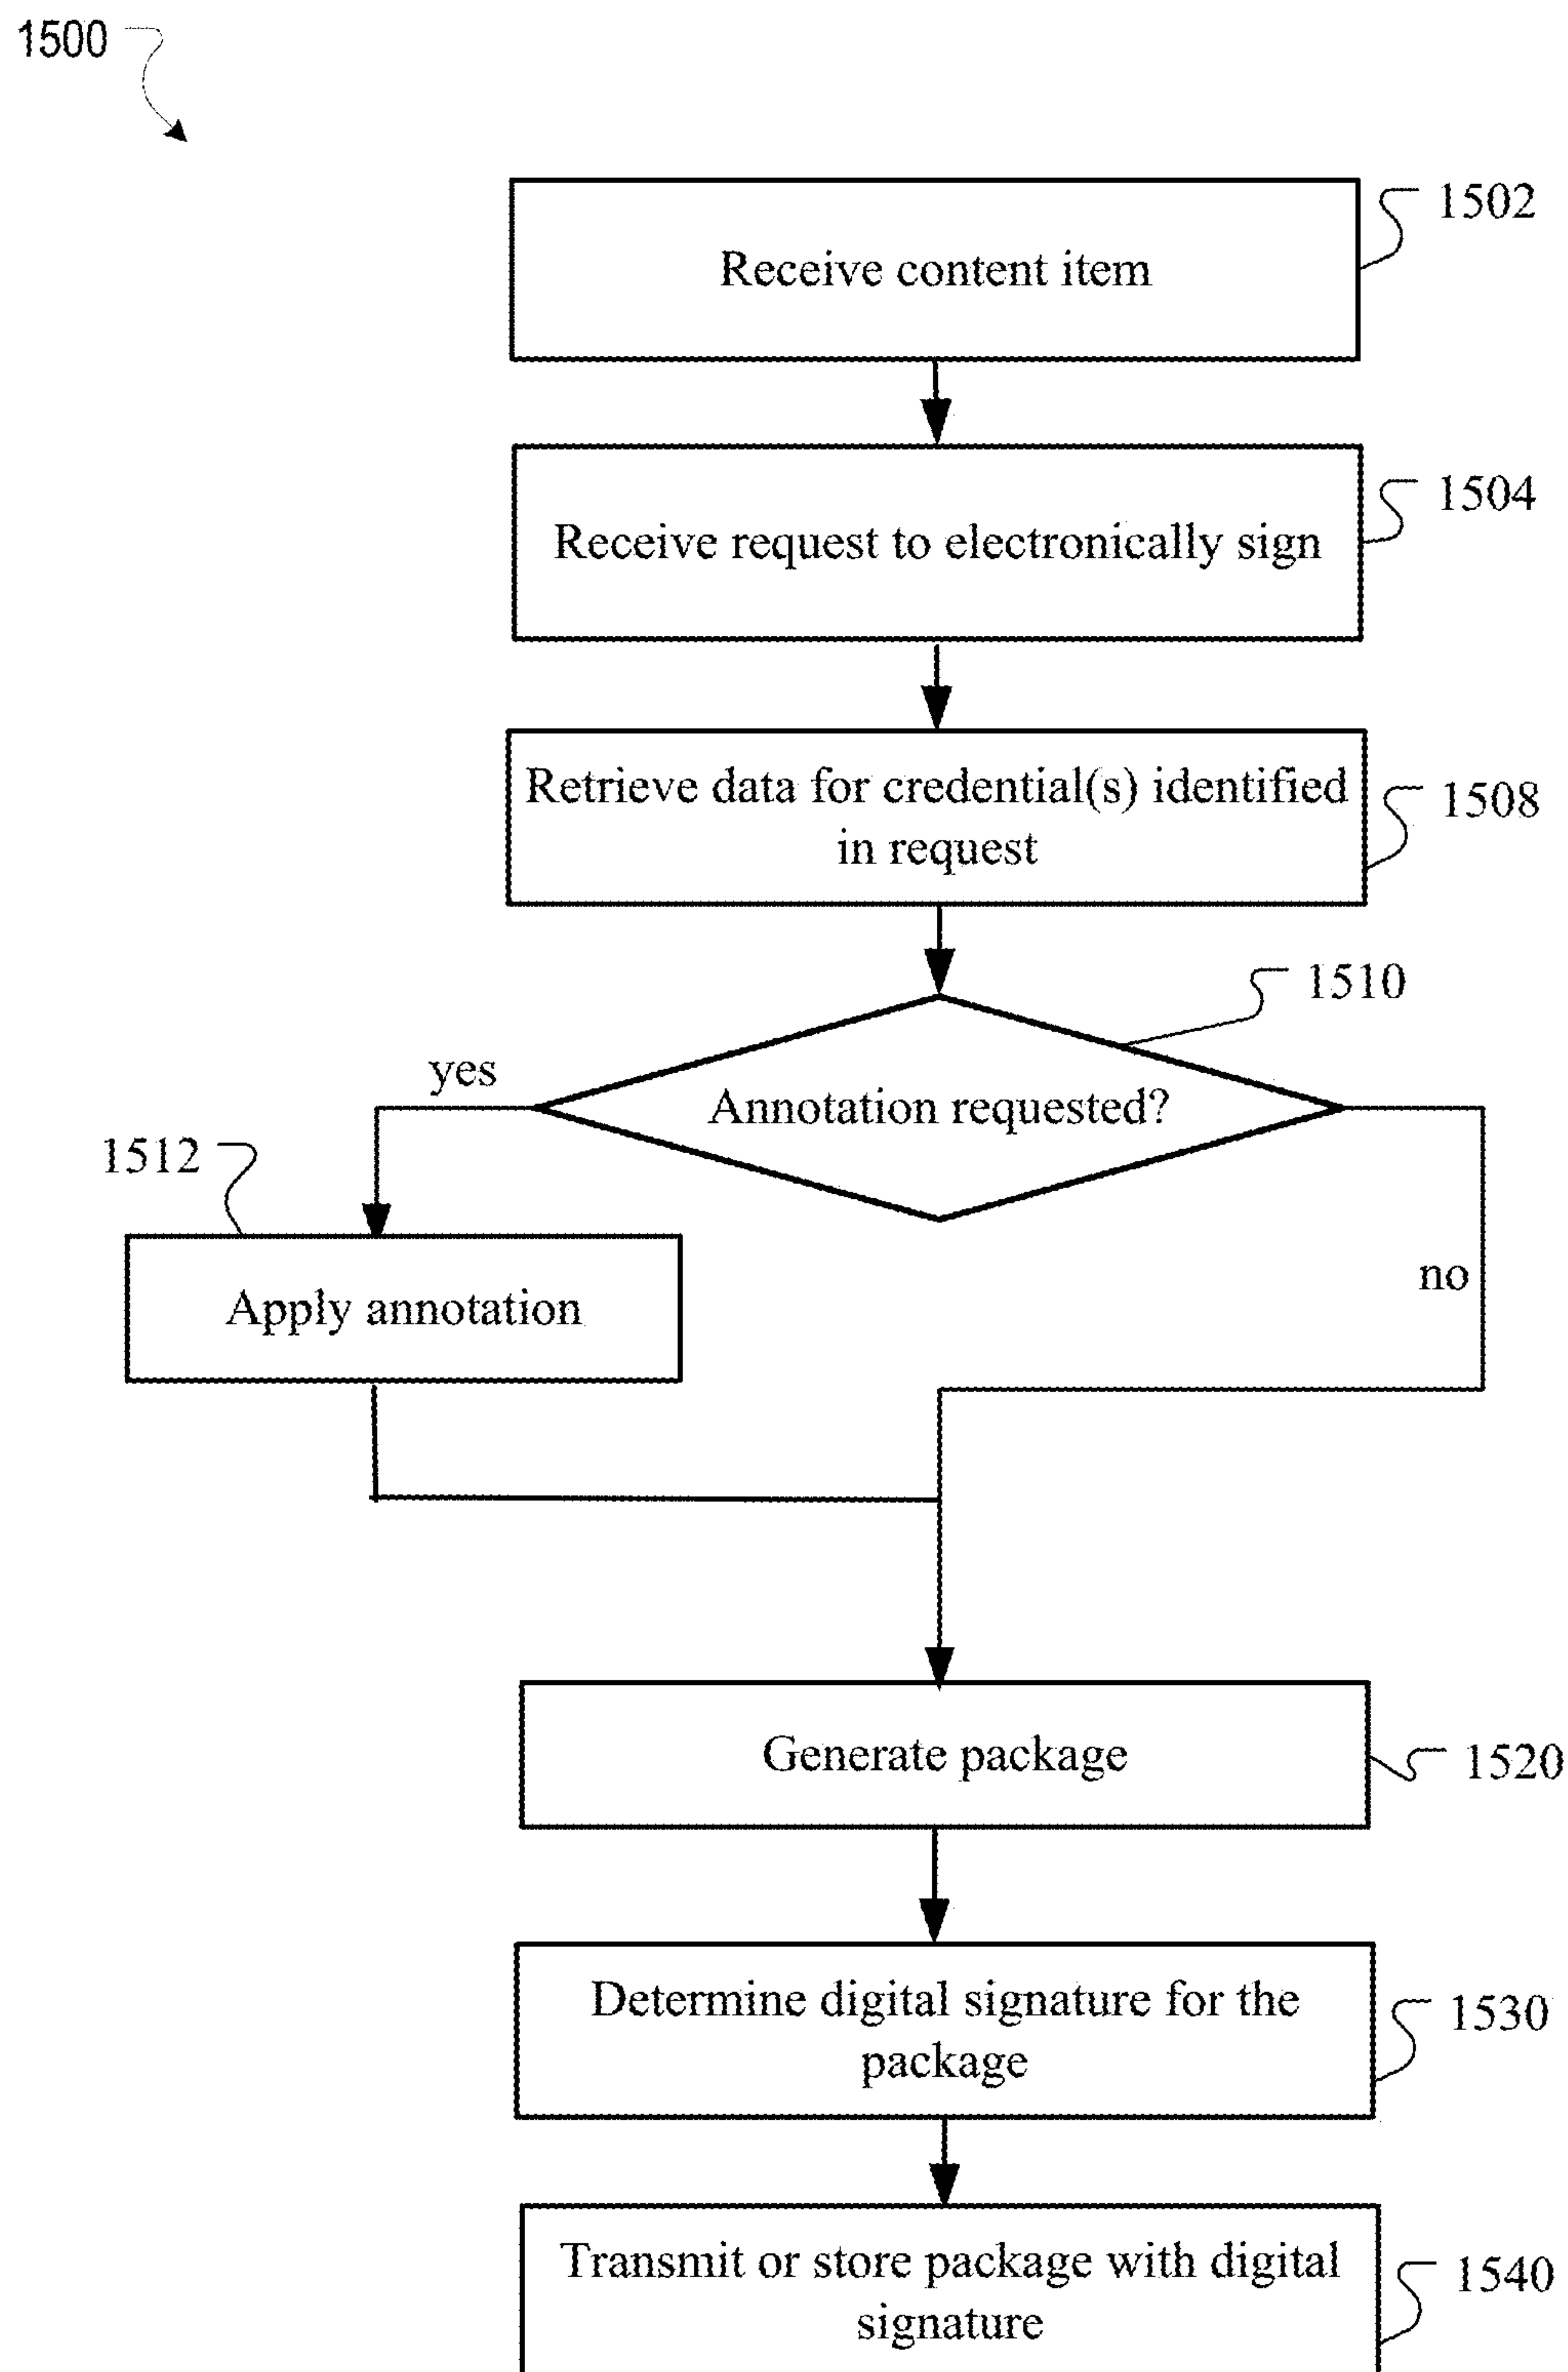 1500
1502
Receive content item
1504
Receive request to electronically sign
Retrieve data for credential(s) identified
in request
1508
1510
yes
Annotation requested?
1512
Apply annotation
no
Generate package
1520
Determine digital signature for the
package
1530
Transmit or store package with digital
signature
1540